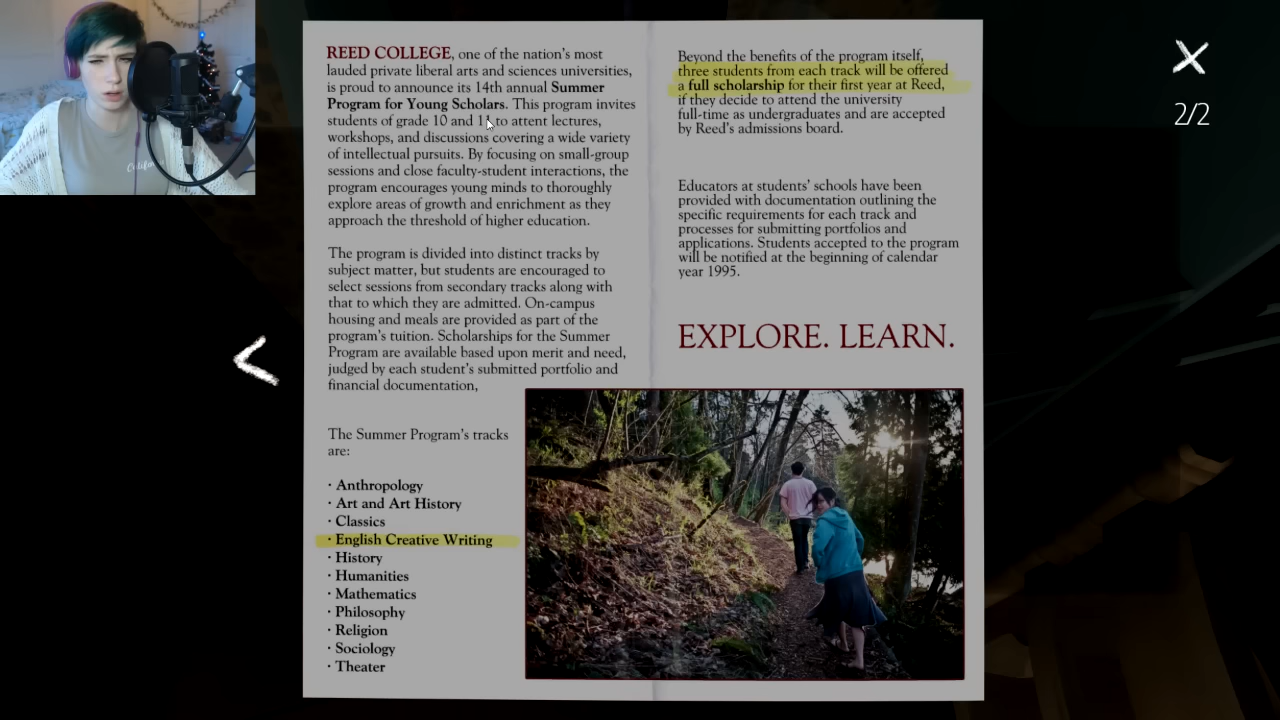 REED COLLEGE, one of the nation's most
lauded private liberal arts and sciences universities,
is proud to announce its 14th annual Summer
Program for Young Scholars. This program invites
students of grade 10 and 11 to attent lectures,
workshops, and discussions covering a wide variety
of intellectual pursuits. By focusing on small-group
sessions and close faculty-student interactions, the
program encourages young minds to thoroughly
explore areas of growth and enrichment as they
approach the threshold of higher education.
The program is divided into distinct tracks by
subject matter, but students are encouraged to
select sessions from secondary tracks along with
that to which they are admitted. On-campus
housing and meals are provided as part of the
program's tuition. Scholarships for the Summer
Program are available based upon merit and need,
judged by each student's submitted portfolio and
financial documentation,
The Summer Program's tracks
are:
· Anthropology
· Art and Art History
· Classics
· English Creative Writing
· History
· Humanities
· Mathematics
· Philosophy
· Religion
· Sociology
· Theater
Beyond the benefits of the program itself,
three students from each track will be offered
a full scholarship for their first year at Reed,
if they decide to attend the university
full-time as undergraduates and are accepted
by Reed's admissions board.
Educators at students' schools have been
provided with documentation outlining the
specific requirements for each track and
processes for submitting portfolios and
applications. Students accepted to the program
will be notified at the beginning of calendar
year 1995.
EXPLORE. LEARN.
2/2